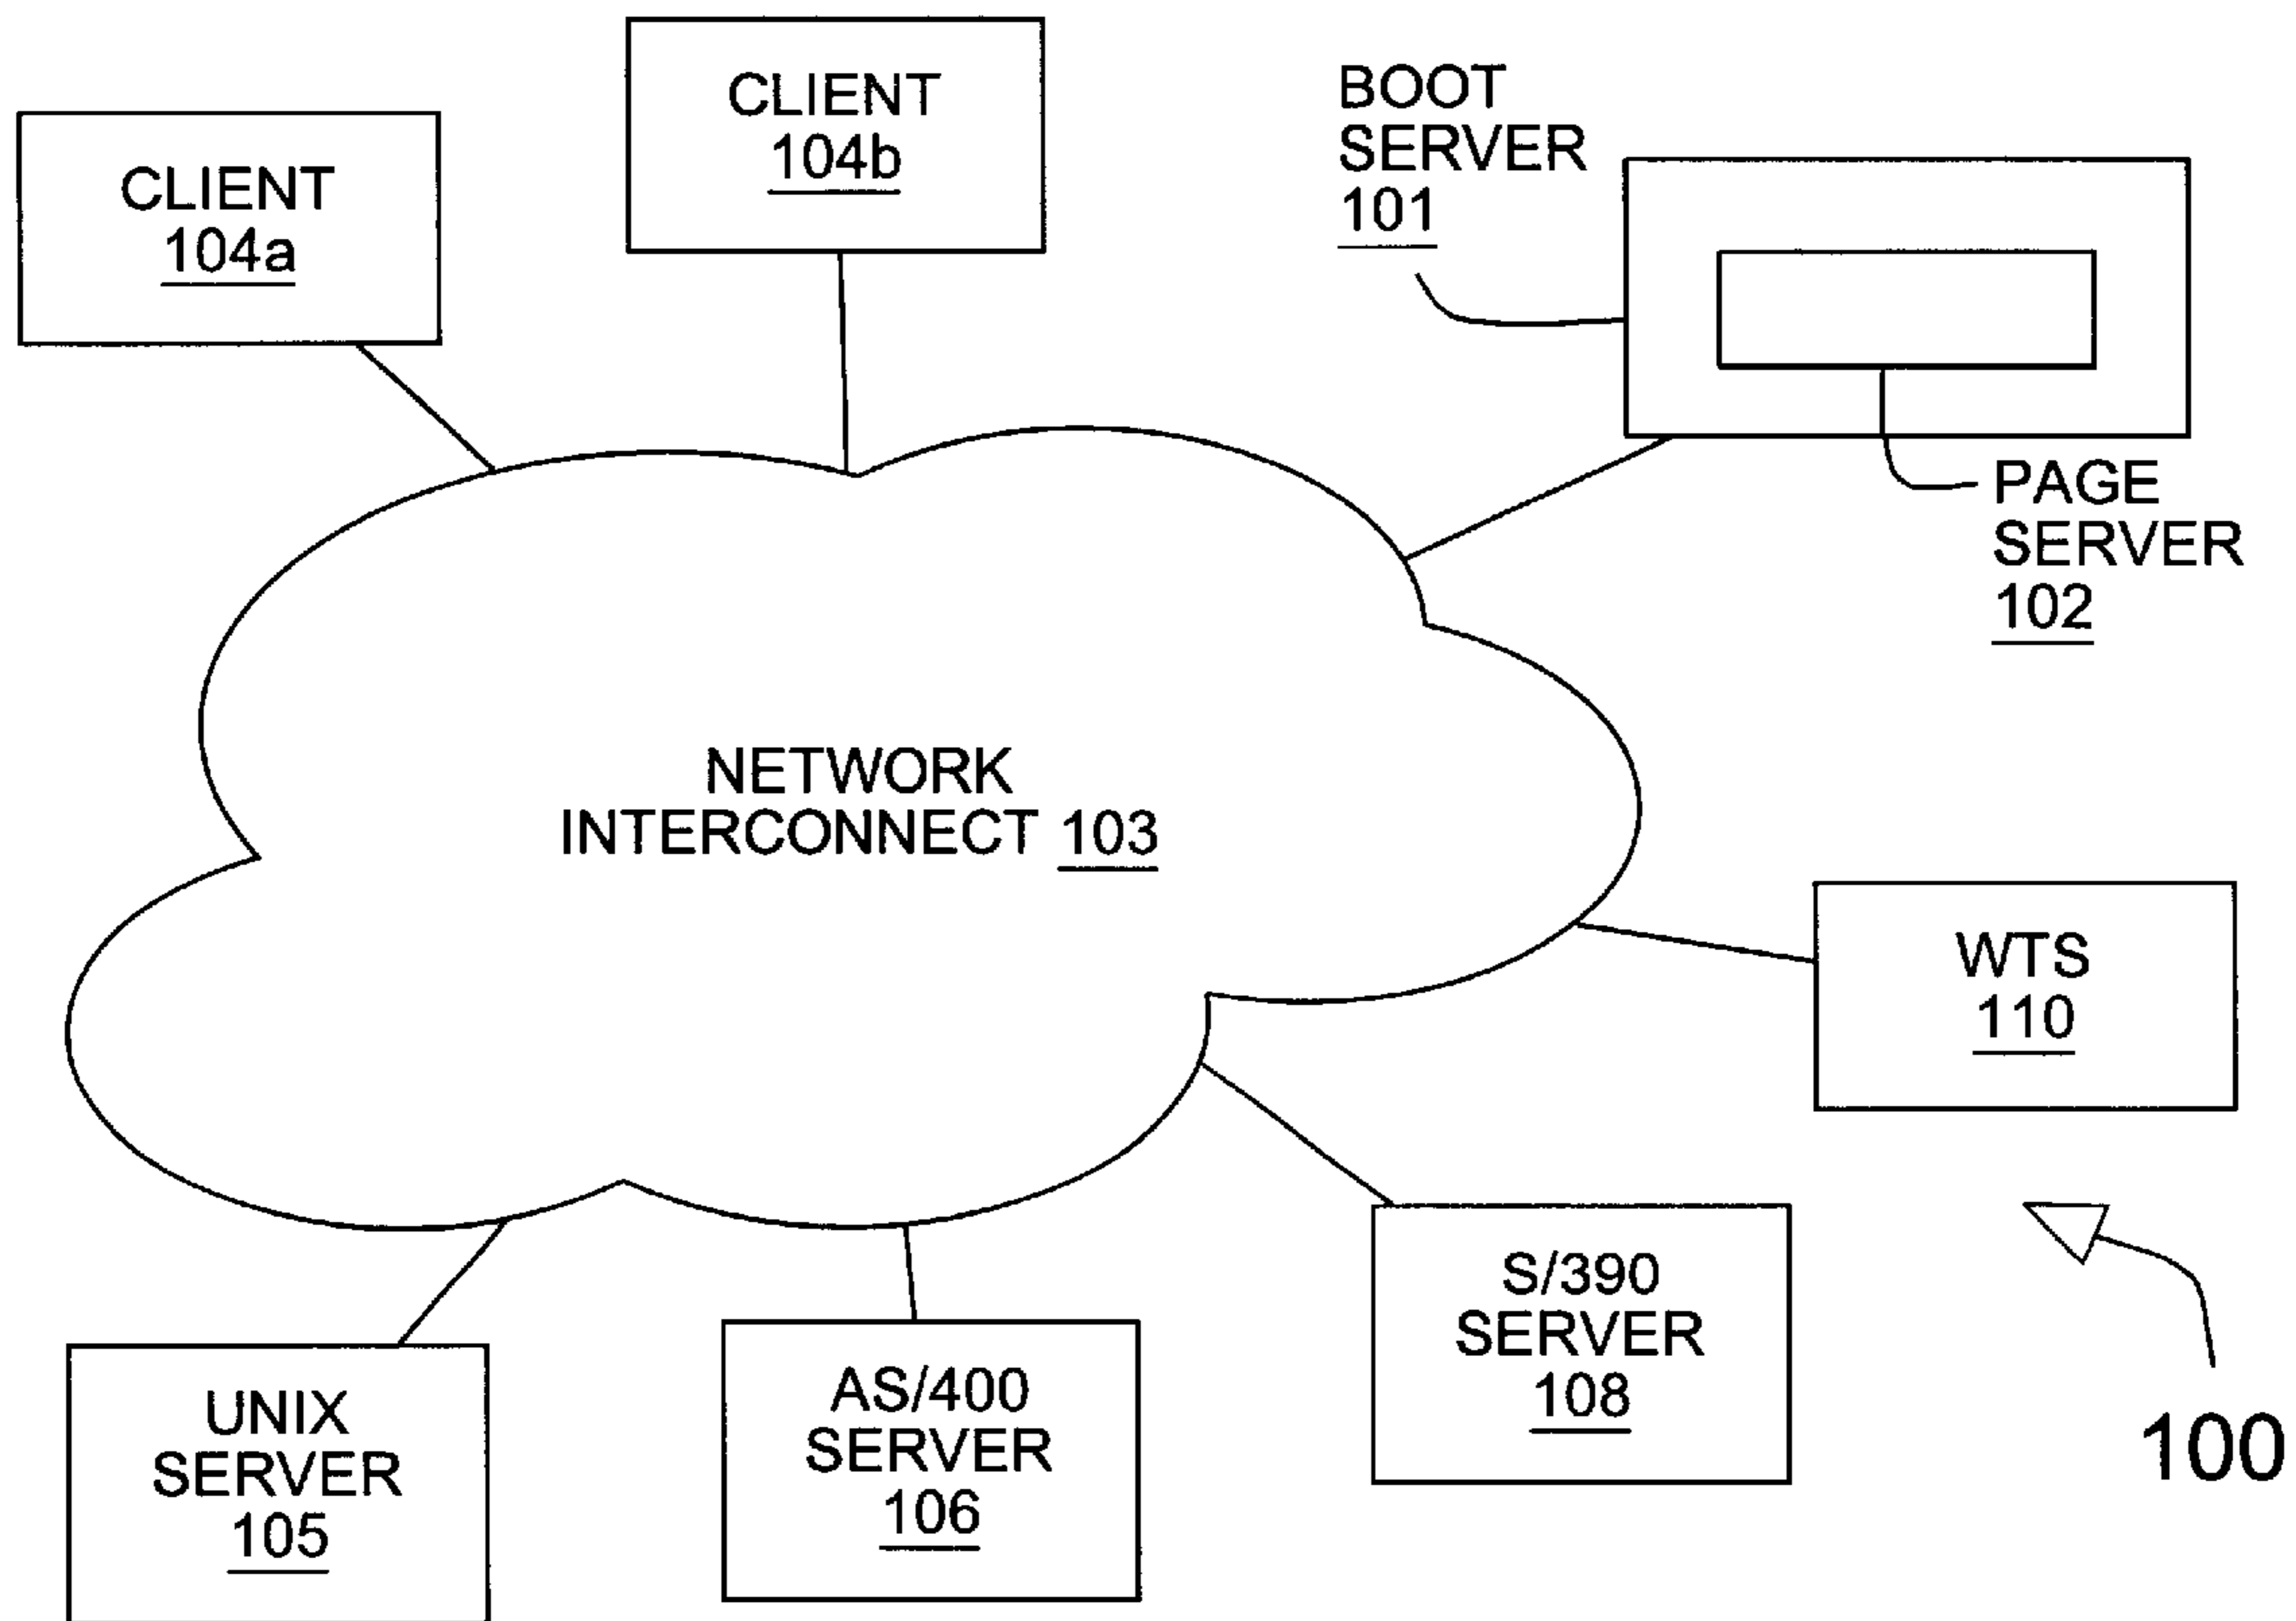 CLIENT
104a
CLIENT
104b
BOOT
SERVER
101
PAGE
SERVER
102
NETWORK
INTERCONNECT 103
WTS
110
S/390
SERVER
108
AS/400
SERVER
106
UNIX
SERVER
105
100